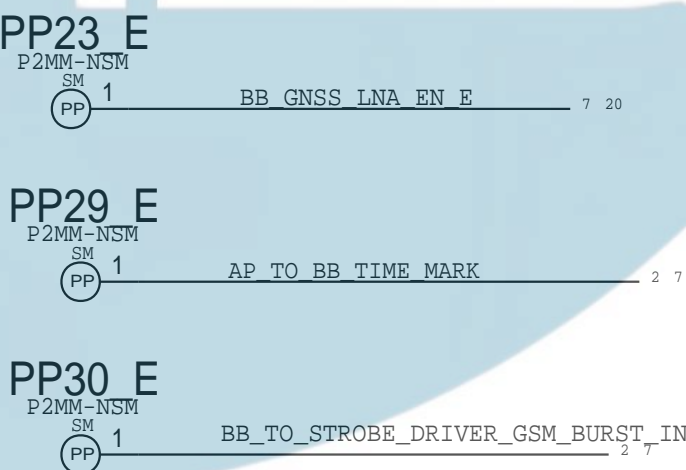 PP23_E
P2MM-NSM
SM
PP 1 BB_GNSS_LNA_EN_E 7 20
PP29_E
P2MM-NSM
SM
PP 1 AP_TO_BB_TIME_MARK 2 7
PP30_E
P2MM-NSM
SM
PP 1 BB_TO_STROBE_DRIVER_GSM_BURST_IN
2 7